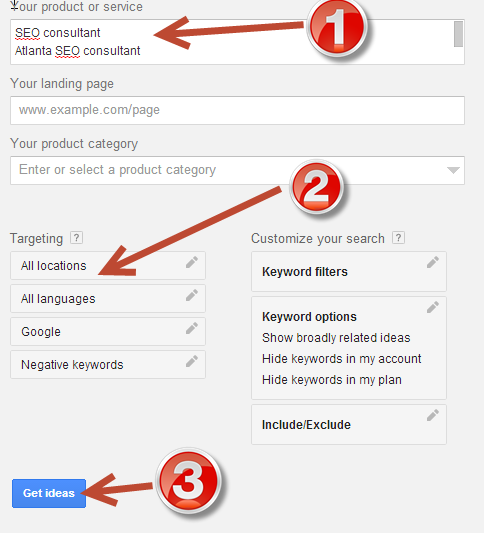 Your product or service
SEO consultant
Atlanta SEO consultant
1
Your landing page
www.example.com/page
Your product category
Enter or select a product category
2
Targeting ?
All locations
All languages
Google
Negative keywords
Customize your search ?
Keyword filters
Keyword options
Show broadly related ideas
Hide keywords in my account
Hide keywords in my plan
Include/Exclude
Get ideas
3